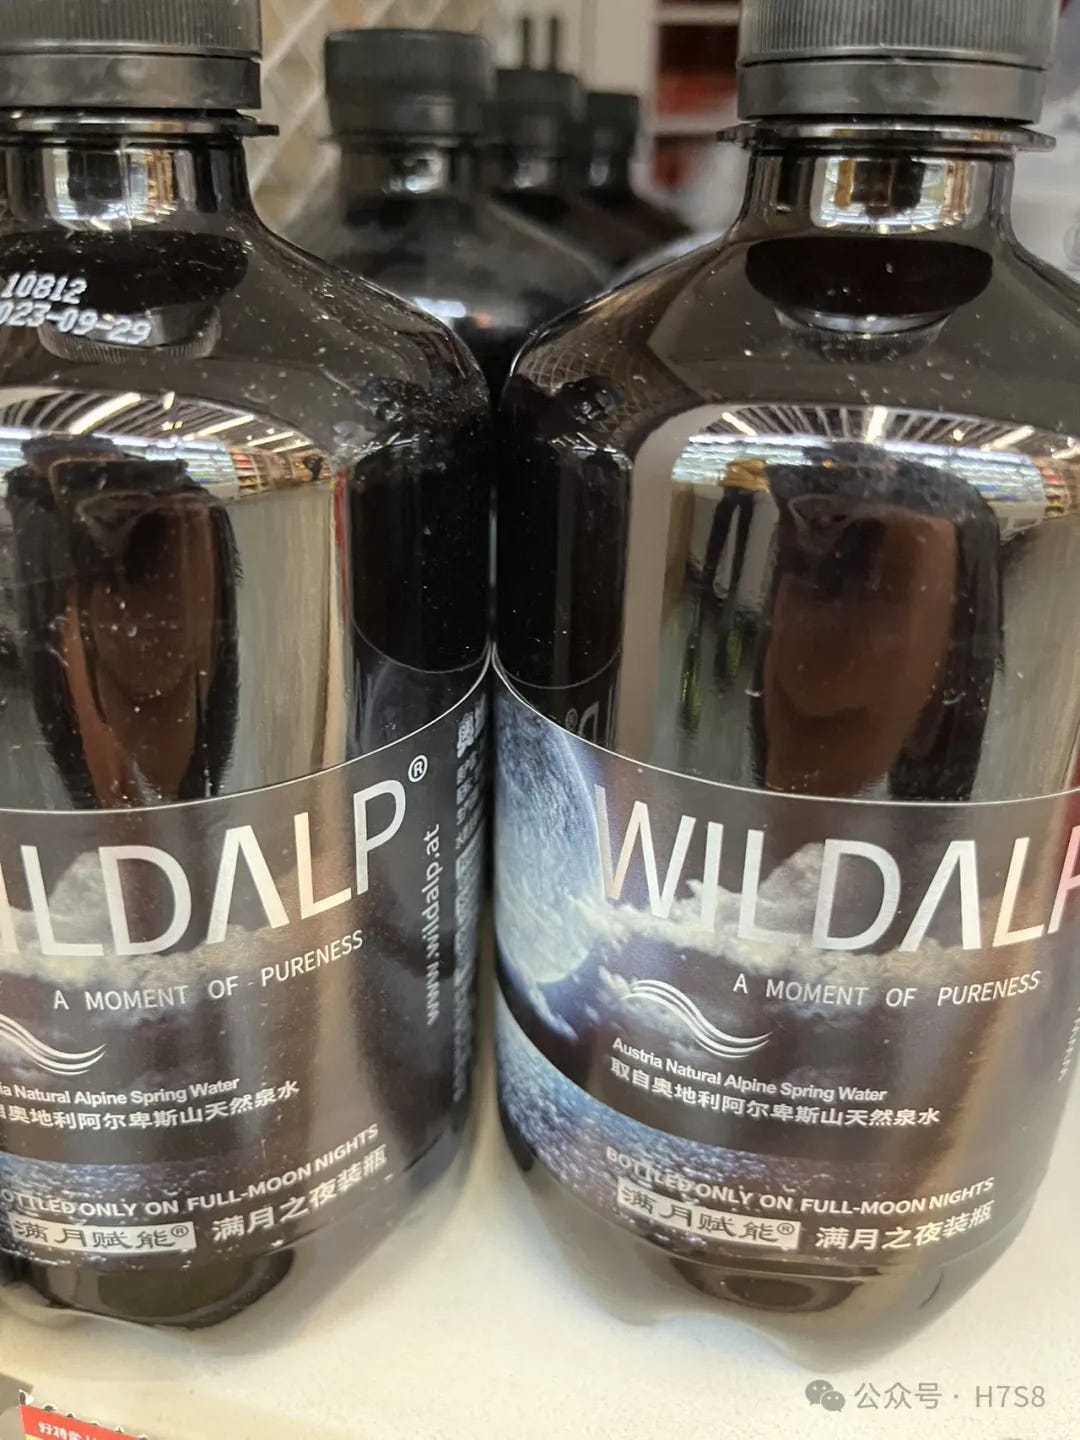 10812
023-09-29
ILDALP®
A MOMENT OF PURENESS
www.wildalp.at
ia Natural Alpine Spring Water
自奥地利阿尔卑斯山天然泉水
BOTTLED ONLY ON FULL-MOON NIGHTS
满月赋能® 满月之夜装瓶
WILDALP
A MOMENT OF PURENESS
Austria Natural Alpine Spring Water
取自奥地利阿尔卑斯山天然泉水
BOTTLED ONLY ON FULL-MOON NIGHTS
满月赋能® 满月之夜装瓶
公众号 · H7S8